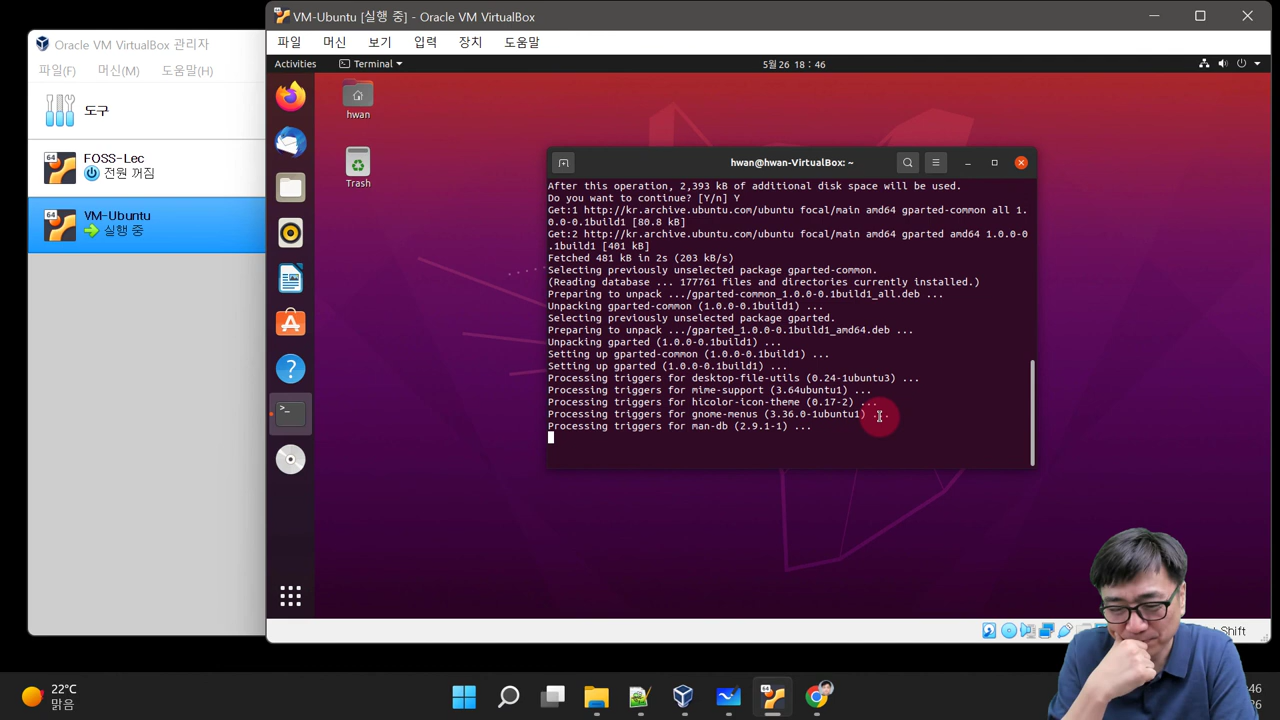 VM-Ubuntu [실행 중] - Oracle VM VirtualBox
파일 머신 보기 입력 장치 도움말
Oracle VM VirtualBox 관리자
파일(F) 머신(M) 도움말(H)
도구
64
FOSS-Lec
전원 꺼짐
64
VM-Ubuntu
실행 중
Activities Terminal 5월 26 18 : 46
hwan
Trash
hwan@hwan-VirtualBox: ~
After this operation, 2,393 kB of additional disk space will be used.
Do you want to continue? [Y/n] Y
Get:1 http://kr.archive.ubuntu.com/ubuntu focal/main amd64 gparted-common all 1.
0.0-0.1build1 [80.8 kB]
Get:2 http://kr.archive.ubuntu.com/ubuntu focal/main amd64 gparted amd64 1.0.0-0
.1build1 [401 kB]
Fetched 481 kB in 2s (203 kB/s)
Selecting previously unselected package gparted-common.
(Reading database ... 177761 files and directories currently installed.)
Preparing to unpack .../gparted-common_1.0.0-0.1build1_all.deb ...
Unpacking gparted-common (1.0.0-0.1build1) ...
Selecting previously unselected package gparted.
Preparing to unpack .../gparted_1.0.0-0.1build1_amd64.deb ...
Unpacking gparted (1.0.0-0.1build1) ...
Setting up gparted-common (1.0.0-0.1build1) ...
Setting up gparted (1.0.0-0.1build1) ...
Processing triggers for desktop-file-utils (0.24-1ubuntu3) ...
Processing triggers for mime-support (3.64ubuntu1) ...
Processing triggers for hicolor-icon-theme (0.17-2) ...
Processing triggers for gnome-menus (3.36.0-1ubuntu1) ...
Processing triggers for man-db (2.9.1-1) ...
Shift
22°C
맑음
64